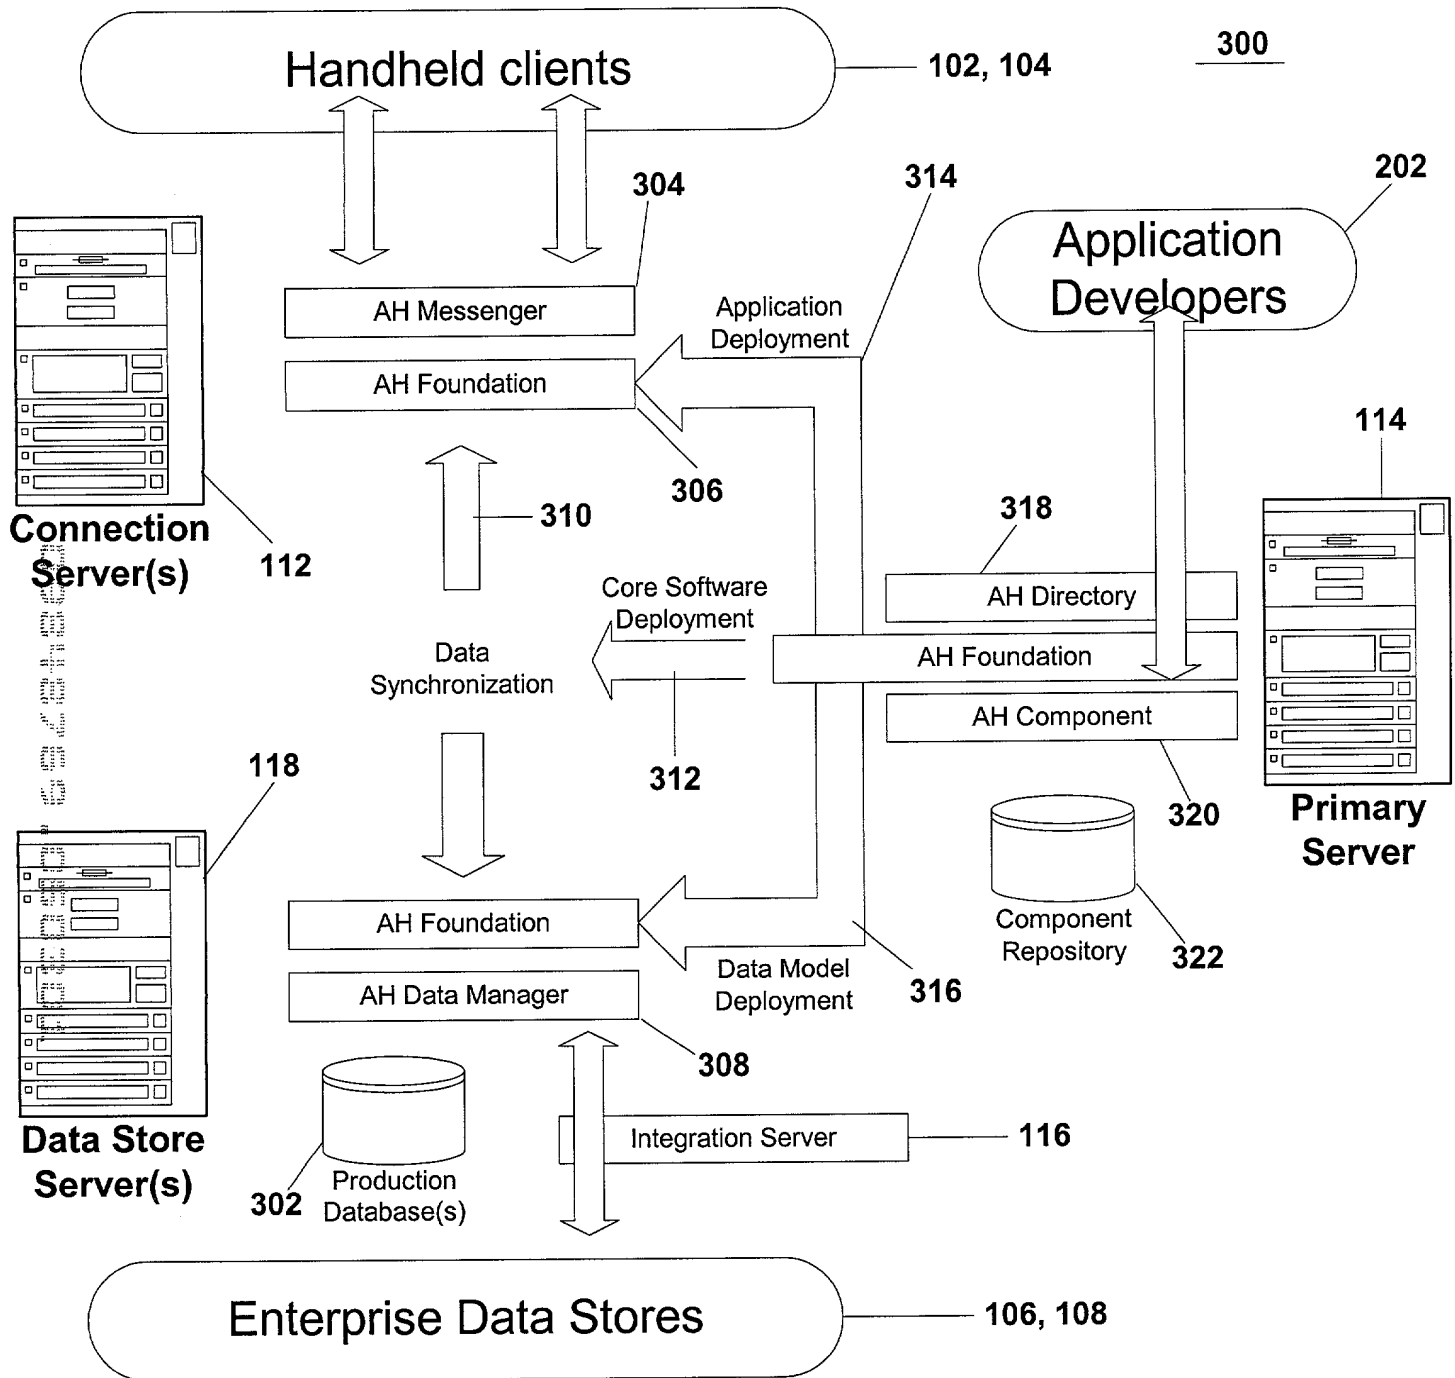 Handheld clients
102, 104
300
304
314
202
Application
Developers
AH Messenger
Application
Deployment
AH Foundation
306
114
310
318
Connection
Server(s)
112
Core Software
Deployment
AH Directory
Data
Synchronization
AH Foundation
AH Component
312
118
320
Primary
Server
Component
Repository
322
AH Foundation
Data Model
Deployment
316
AH Data Manager
308
Data Store
Server(s)
Integration Server
116
302
Production
Database(s)
Enterprise Data Stores
106, 108